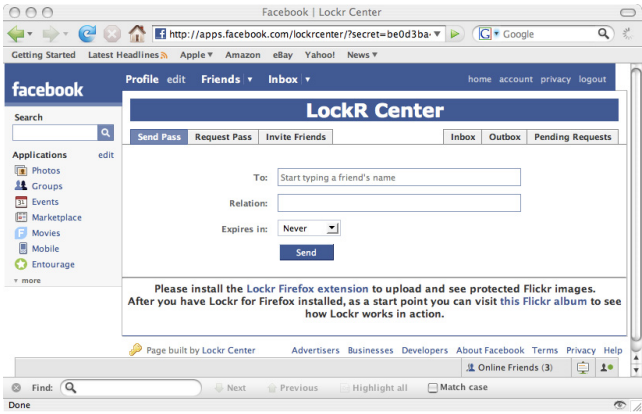 Facebook | Lockr Center
http://apps.facebook.com/lockrcenter/?secret=be0d3ba
G Google
Getting Started Latest Headlines Apple Amazon eBay Yahoo! News
facebook
Profile edit Friends Inbox home account privacy logout
LockR Center
Search
Send Pass Request Pass Invite Friends Inbox Outbox Pending Requests
Applications edit
Photos
Groups
31 Events
Marketplace
Movies
Mobile
Entourage
more
To: Start typing a friend's name
Relation:
Expires in: Never
Send
Please install the Lockr Firefox extension to upload and see protected Flickr images.
After you have Lockr for Firefox installed, as a start point you can visit this Flickr album to see
how Lockr works in action.
Page built by Lockr Center Advertisers Businesses Developers About Facebook Terms Privacy Help
Online Friends (3) 1
Find: Next Previous Highlight all Match case
Done